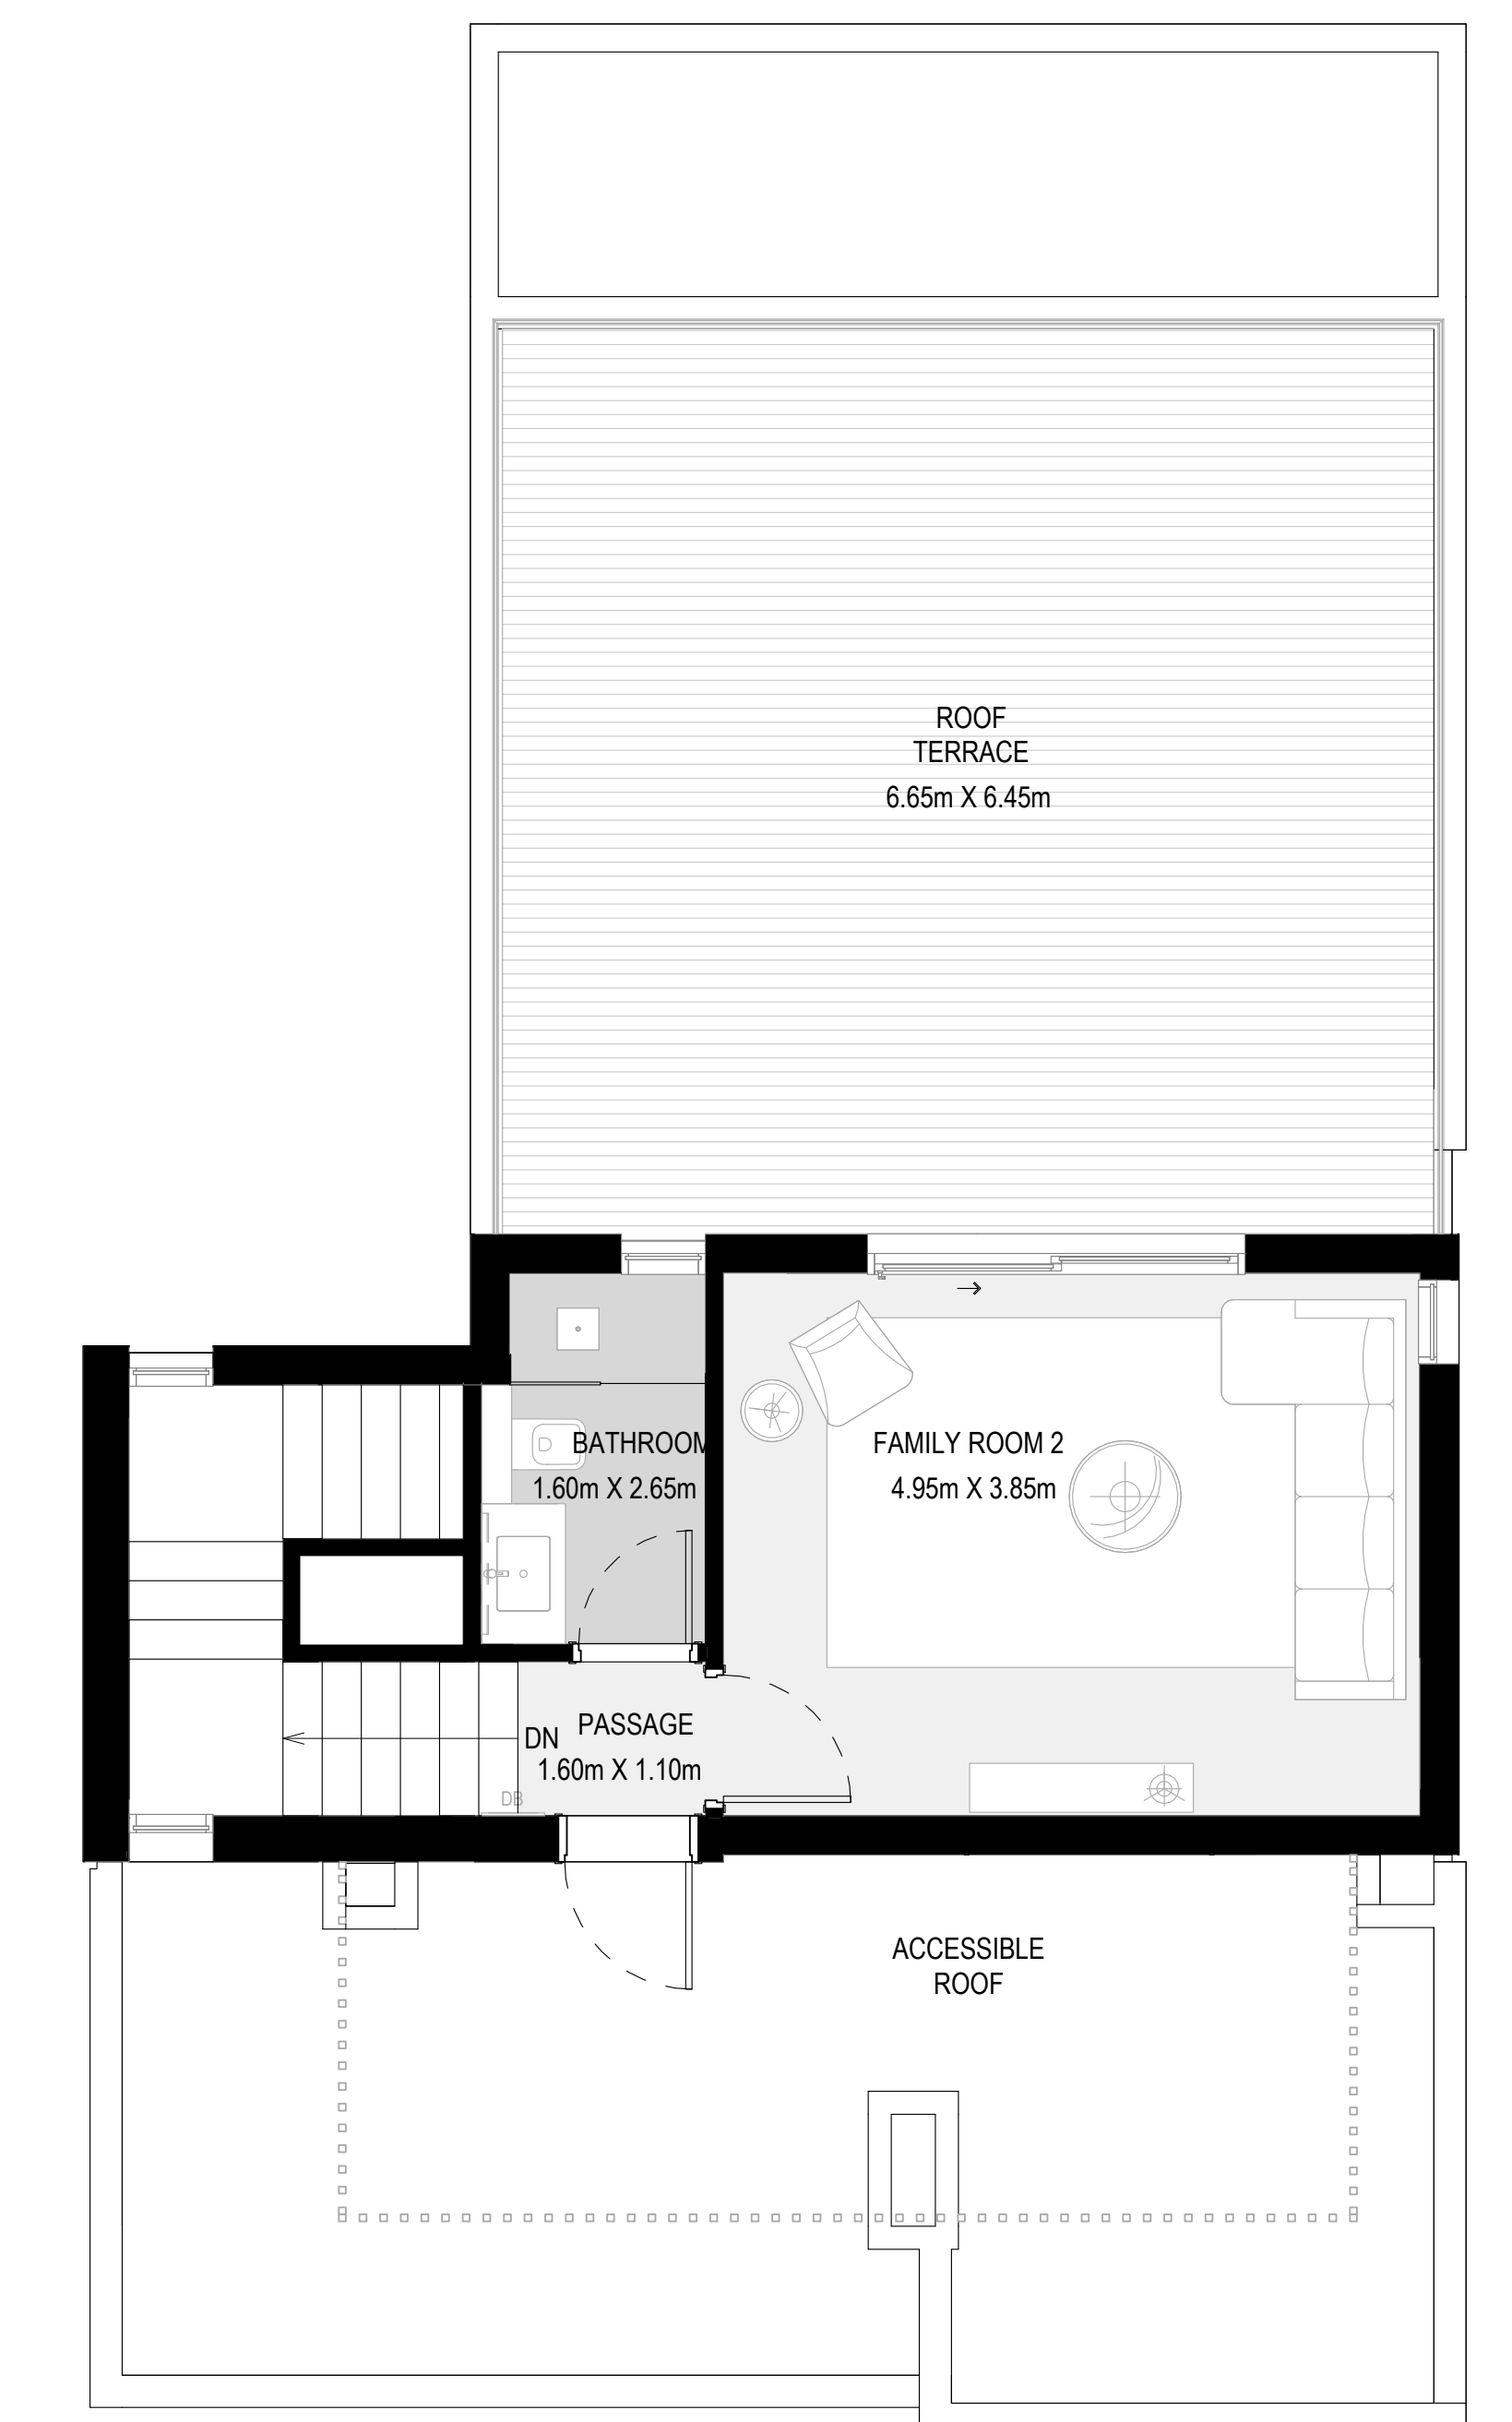 ROOF
TERRACE
6.65m X 6.45m
BATHROOM
1.60m X 2.65m
FAMILY ROOM 2
4.95m X 3.85m
DN
PASSAGE
1.60m X 1.10m
DB
ACCESSIBLE
ROOF